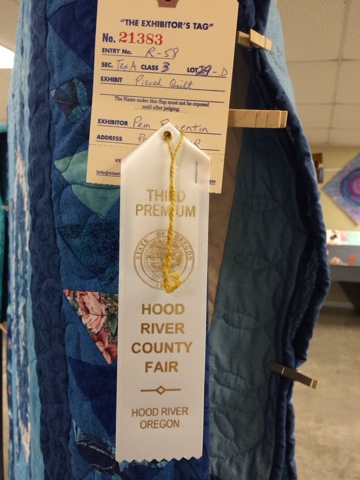 "THE EXHIBITOR'S TAG"
No. 21383
ENTRY No. R-58
SEC. Tex A CLASS 3 LOT 29-D
EXHIBIT Pieced Quilt
The Name under this flap must not be exposed
until after judging.
EXHIBITOR Pam
ADDRESS
THIRD
PREMIUM
STATE OF OREGON
HOOD
RIVER
COUNTY
FAIR
HOOD RIVER
OREGON